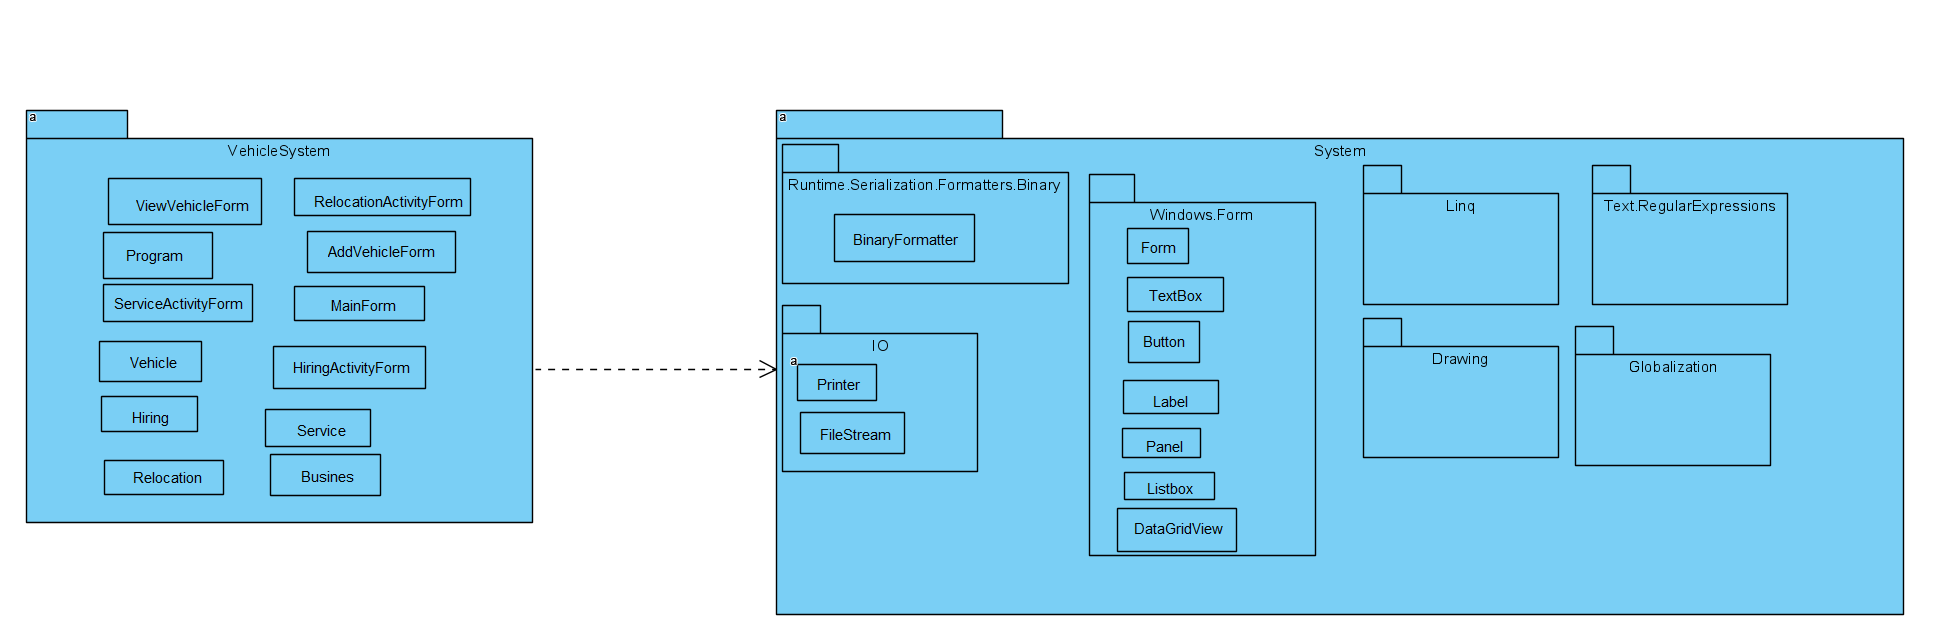 a
VehicleSystem
ViewVehicleForm
RelocationActivityForm
Program
AddVehicleForm
ServiceActivityForm
MainForm
Vehicle
HiringActivityForm
Hiring
Service
Relocation
Busines
a
System
Runtime.Serialization.Formatters.Binary
BinaryFormatter
IO
a
Printer
FileStream
Windows.Form
Form
TextBox
Button
Label
Panel
Listbox
DataGridView
Linq
Text.RegularExpressions
Drawing
Globalization